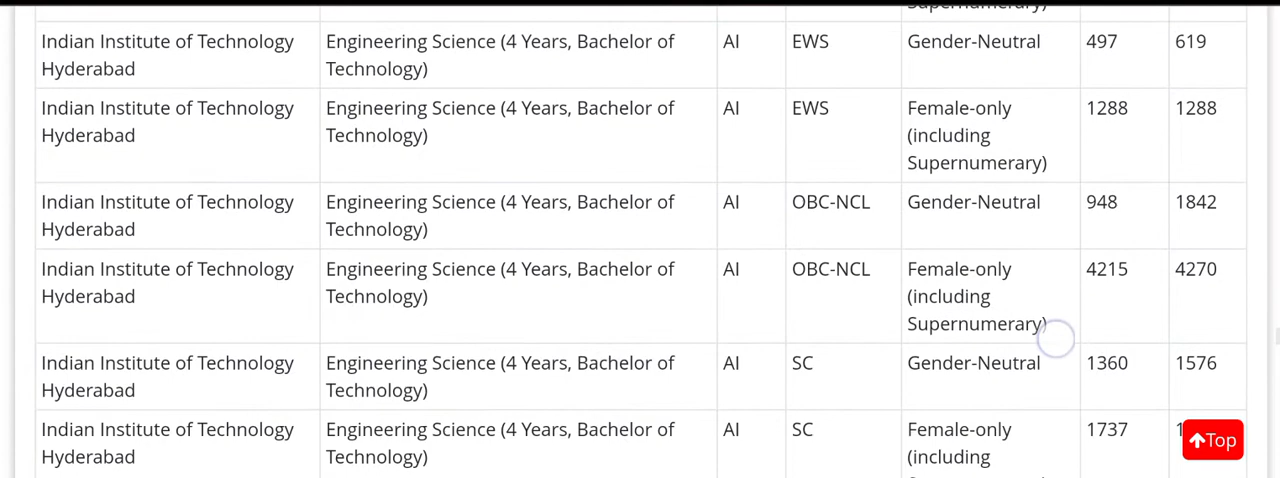 Indian Institute of Technology Engineering Science (4 Years, Bachelor of AI EWS Gender-Neutral 497 619
Hyderabad Technology)
Indian Institute of Technology Engineering Science (4 Years, Bachelor of AI EWS Female-only 1288 1288
Hyderabad Technology) (including
Supernumerary)
Indian Institute of Technology Engineering Science (4 Years, Bachelor of AI OBC-NCL Gender-Neutral 948 1842
Hyderabad Technology)
Indian Institute of Technology Engineering Science (4 Years, Bachelor of AI OBC-NCL Female-only 4215 4270
Hyderabad Technology) (including
Supernumerary)
Indian Institute of Technology Engineering Science (4 Years, Bachelor of AI SC Gender-Neutral 1360 1576
Hyderabad Technology)
Indian Institute of Technology Engineering Science (4 Years, Bachelor of AI SC Female-only 1737
Hyderabad Technology) (including
Top